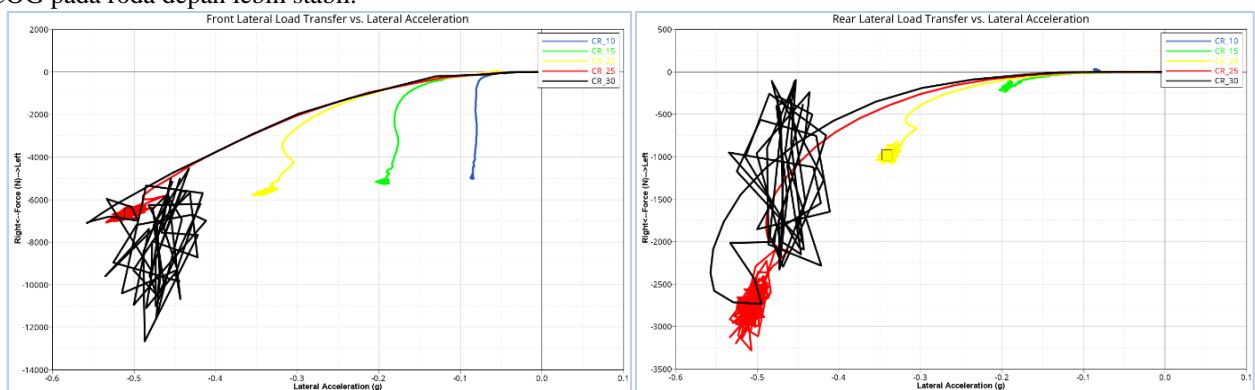 COG pada roda depan lebih stabil.
Front Lateral Load Transfer vs. Lateral Acceleration
2000
0
-2000
-4000
-6000
-8000
-10000
-12000
-14000
Right<--Force (N)-->Left
CR_10
CR_15
CR_20
CR_25
CR_30
-0.6
-0.5
-0.4
-0.3
-0.2
-0.1
0.0
0.1
Lateral Acceleration (g)
Rear Lateral Load Transfer vs. Lateral Acceleration
500
0
-500
-1000
-1500
-2000
-2500
-3000
-3500
Right<--Force (N)-->Left
CR_10
CR_15
CR_20
CR_25
CR_30
-0.6
-0.5
-0.4
-0.3
-0.2
-0.1
0.0
0.1
Lateral Acceleration (g)